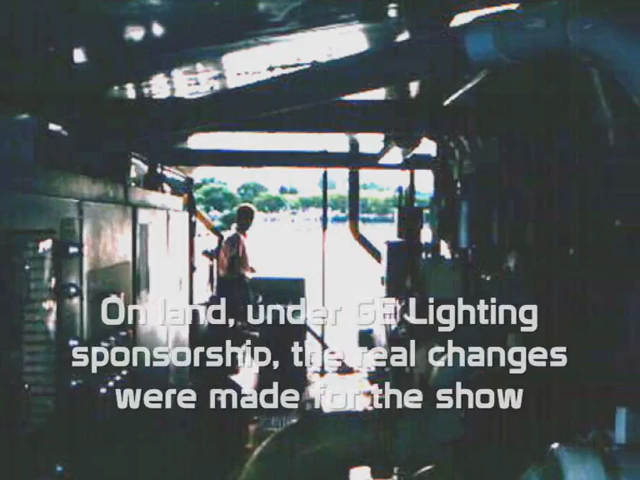 On land, under GE Lighting
sponsorship, the real changes
were made for the show